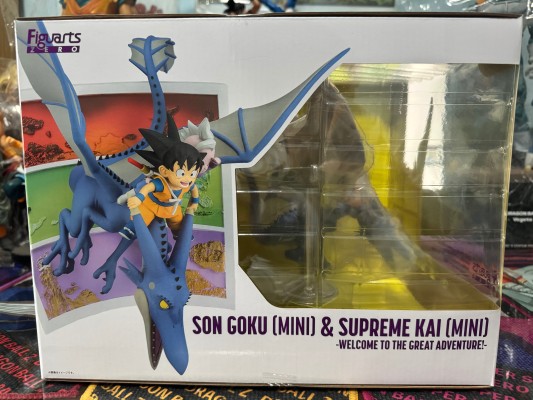 Figuarts
ZERO
SON GOKU (MINI) & SUPREME KAI (MINI)
-WELCOME TO THE GREAT ADVENTURE!-